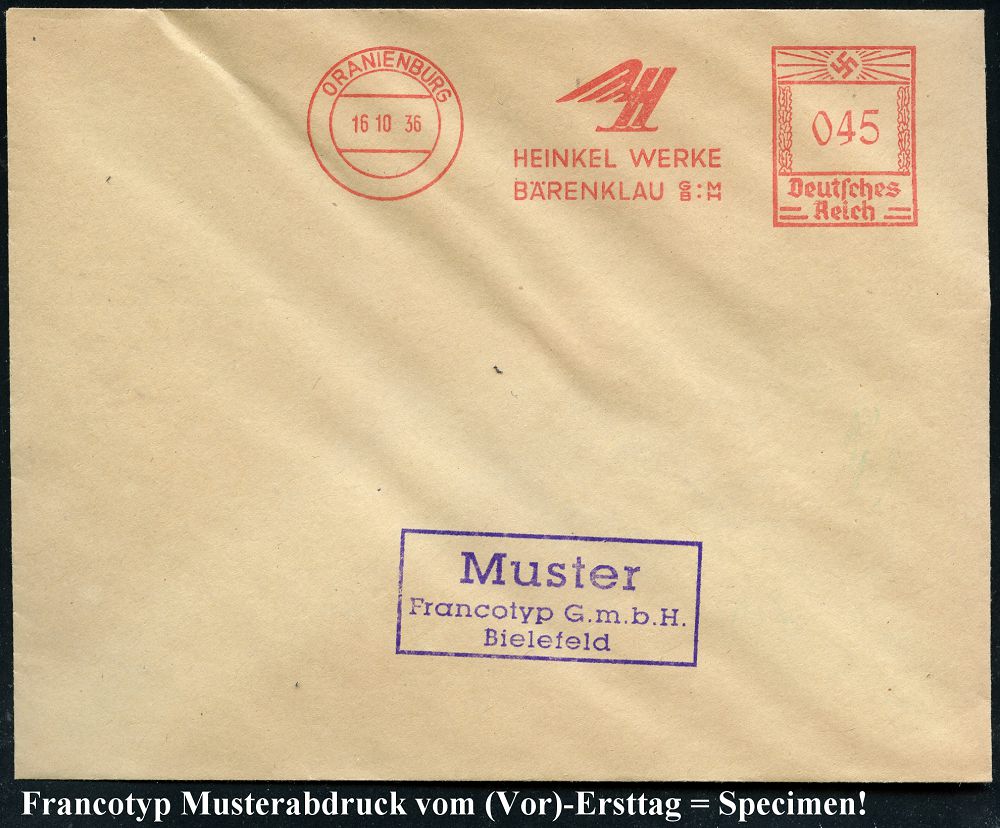 ORANIENBURG
16 10 36
H
HEINKEL WERKE
BÄRENKLAU G.M.B.H
045
Deutsches
Reich
Muster
Francotyp G.m.b.H.
Bielefeld
Francotyp Musterabdruck vom (Vor)-Ersttag = Specimen!